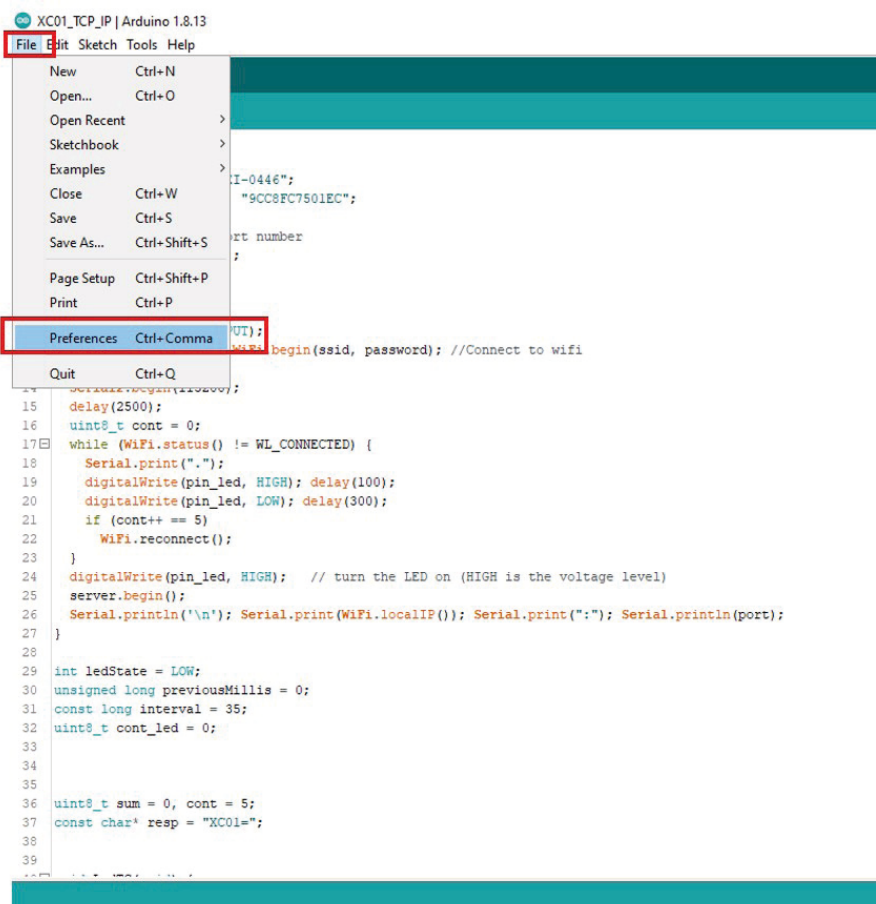 XC01_TCP_IP | Arduino 1.8.13
File Edit Sketch Tools Help
New Ctrl+N
Open... Ctrl+O
Open Recent >
Sketchbook >
Examples >
Close Ctrl+W
Save Ctrl+S
Save As... Ctrl+Shift+S
Page Setup Ctrl+Shift+P
Print Ctrl+P
Preferences Ctrl+Comma
Quit Ctrl+Q
I-0446";
"9CC8FC7501EC";
rt number
;
UT);
WiFi.begin(ssid, password); //Connect to wifi
14 Serial2.begin(115200);
15 delay(2500);
16 uint8_t cont = 0;
17 while (WiFi.status() != WL_CONNECTED) {
18 Serial.print(".");
19 digitalWrite(pin_led, HIGH); delay(100);
20 digitalWrite(pin_led, LOW); delay(300);
21 if (cont++ == 5)
22 WiFi.reconnect();
23 }
24 digitalWrite(pin_led, HIGH); // turn the LED on (HIGH is the voltage level)
25 server.begin();
26 Serial.println('\n'); Serial.print(WiFi.localIP()); Serial.print(":"); Serial.println(port);
27 }
28
29 int ledState = LOW;
30 unsigned long previousMillis = 0;
31 const long interval = 35;
32 uint8_t cont_led = 0;
33
34
35
36 uint8_t sum = 0, cont = 5;
37 const char* resp = "XC01=";
38
39